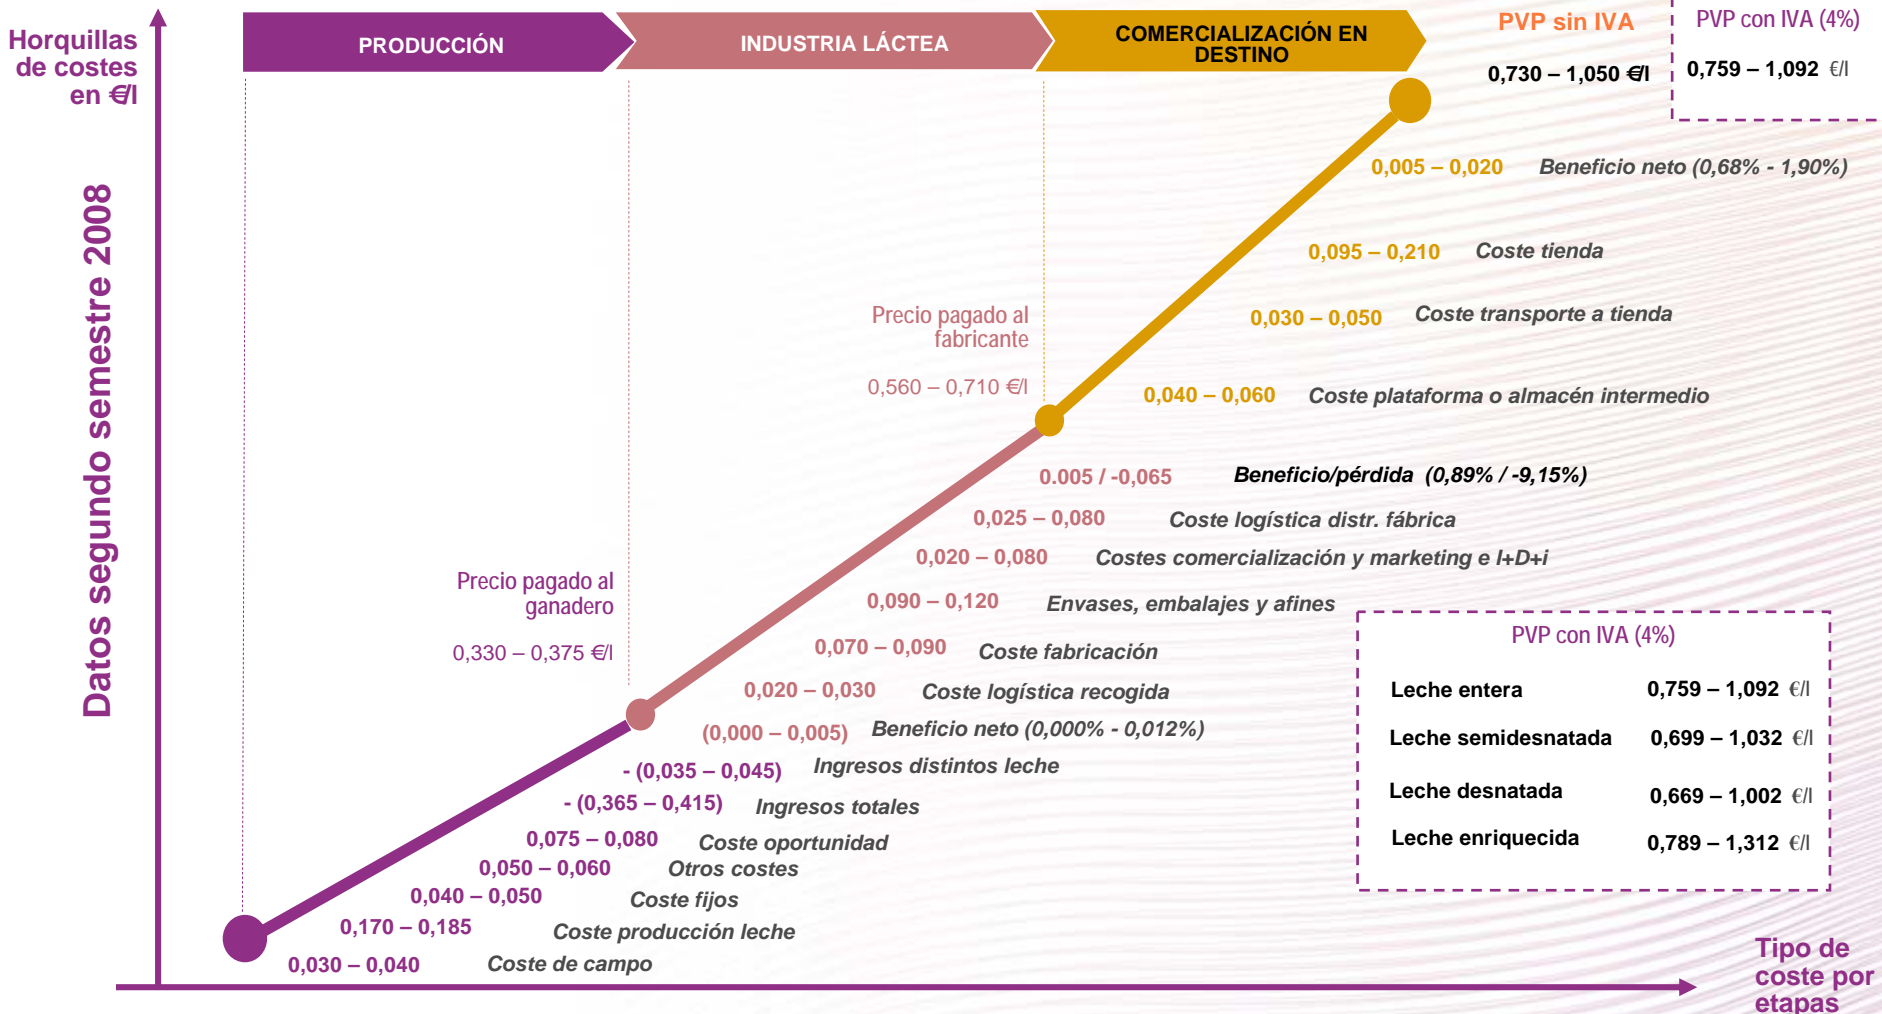 Horquillas
de costes
en €/l
Datos segundo semestre 2008
PRODUCCIÓN
INDUSTRIA LÁCTEA
COMERCIALIZACIÓN EN
DESTINO
PVP sin IVA
0,730 – 1,050 €/l
PVP con IVA (4%)
0,759 – 1,092 €/l
0,005 – 0,020 Beneficio neto (0,68% - 1,90%)
0,095 – 0,210 Coste tienda
0,030 – 0,050 Coste transporte a tienda
0,040 – 0,060 Coste plataforma o almacén intermedio
Precio pagado al
fabricante
0,560 – 0,710 €/l
0.005 / -0,065 Beneficio/pérdida (0,89% / -9,15%)
0,025 – 0,080 Coste logística distr. fábrica
0,020 – 0,080 Costes comercialización y marketing e I+D+i
0,090 – 0,120 Envases, embalajes y afines
0,070 – 0,090 Coste fabricación
0,020 – 0,030 Coste logística recogida
Precio pagado al
ganadero
0,330 – 0,375 €/l
(0,000 – 0,005) Beneficio neto (0,000% - 0,012%)
- (0,035 – 0,045) Ingresos distintos leche
- (0,365 – 0,415) Ingresos totales
0,075 – 0,080 Coste oportunidad
0,050 – 0,060 Otros costes
0,040 – 0,050 Coste fijos
0,170 – 0,185 Coste producción leche
0,030 – 0,040 Coste de campo
PVP con IVA (4%)
Leche entera 0,759 – 1,092 €/l
Leche semidesnatada 0,699 – 1,032 €/l
Leche desnatada 0,669 – 1,002 €/l
Leche enriquecida 0,789 – 1,312 €/l
Tipo de
coste por
etapas